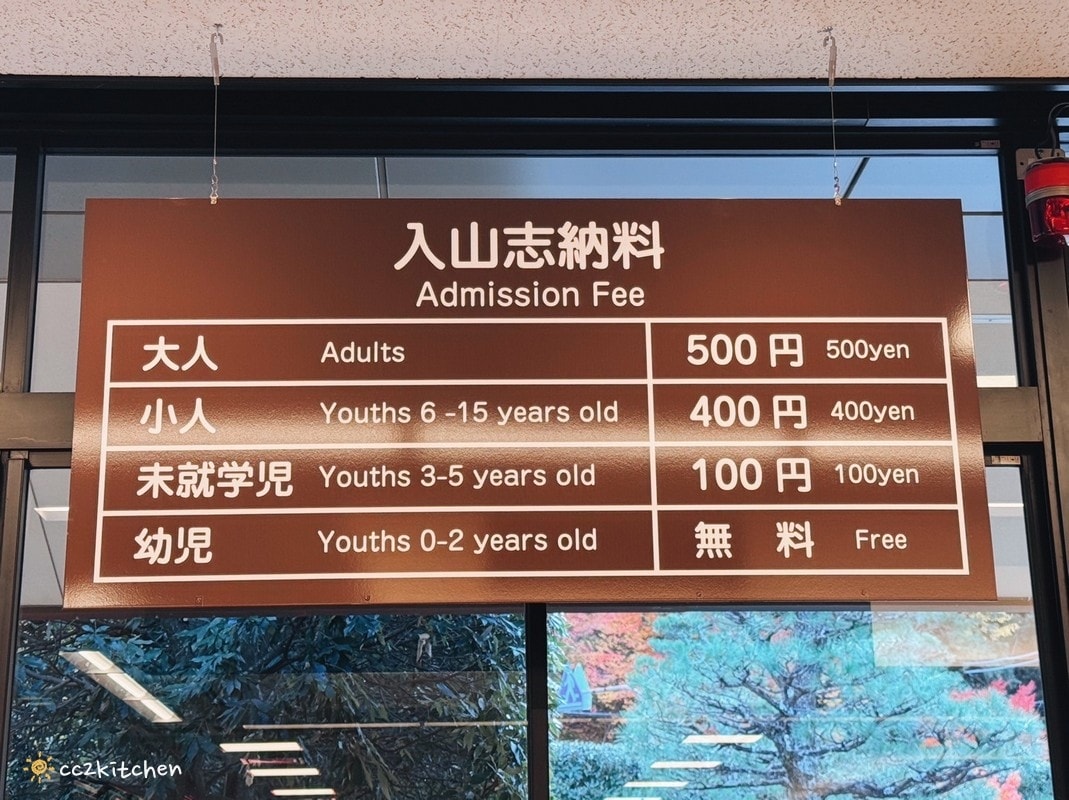 入山志納料
Admission Fee
大人 Adults 500円 500yen
小人 Youths 6 -15 years old 400円 400yen
未就学児 Youths 3-5 years old 100円 100yen
幼児 Youths 0-2 years old 無 料 Free
cc2kitchen